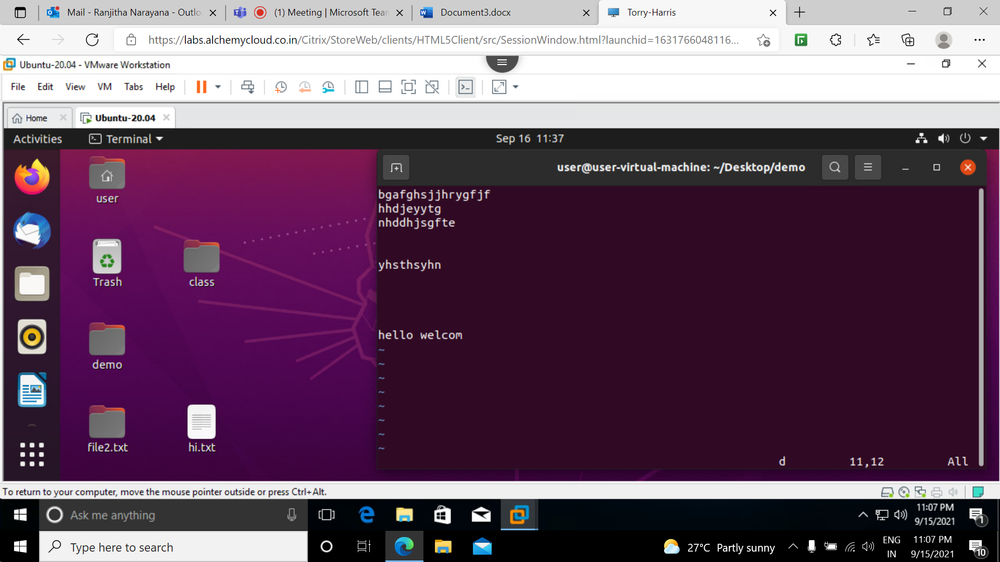 Mail - Ranjitha Narayana - Outlo
(1) Meeting | Microsoft Tean
Document3.docx
Torry-Harris
https://labs.alchemycloud.co.in/Citrix/StoreWeb/clients/HTML5Client/src/SessionWindow.html?launchid=1631766048116...
Ubuntu-20.04 - VMware Workstation
File Edit View VM Tabs Help
Home
Ubuntu-20.04
Activities
Terminal
Sep 16 11:37
user@user-virtual-machine: ~/Desktop/demo
user
Trash
class
demo
file2.txt
hi.txt
bgafghsjjhrygfjf
hhdjeyytg
nhddhjsgfte
yhsthsyhn
hello welcom
~
~
~
~
~
~
~
~
d 11,12 All
To return to your computer, move the mouse pointer outside or press Ctrl+Alt.
Ask me anything
11:07 PM
9/15/2021
1
Type here to search
27°C Partly sunny
ENG
IN
11:07 PM
9/15/2021
10